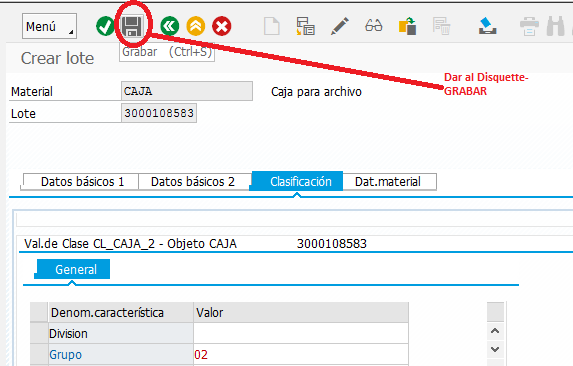 Menú
Crear lote
Grabar (Ctrl+S)
Dar al Disquette-
GRABAR
Material CAJA Caja para archivo
Lote 3000108583
Datos básicos 1 Datos básicos 2 Clasificación Dat.material
Val.de Clase CL_CAJA_2 - Objeto CAJA 3000108583
General
Denom.característica Valor
Division
Grupo 02